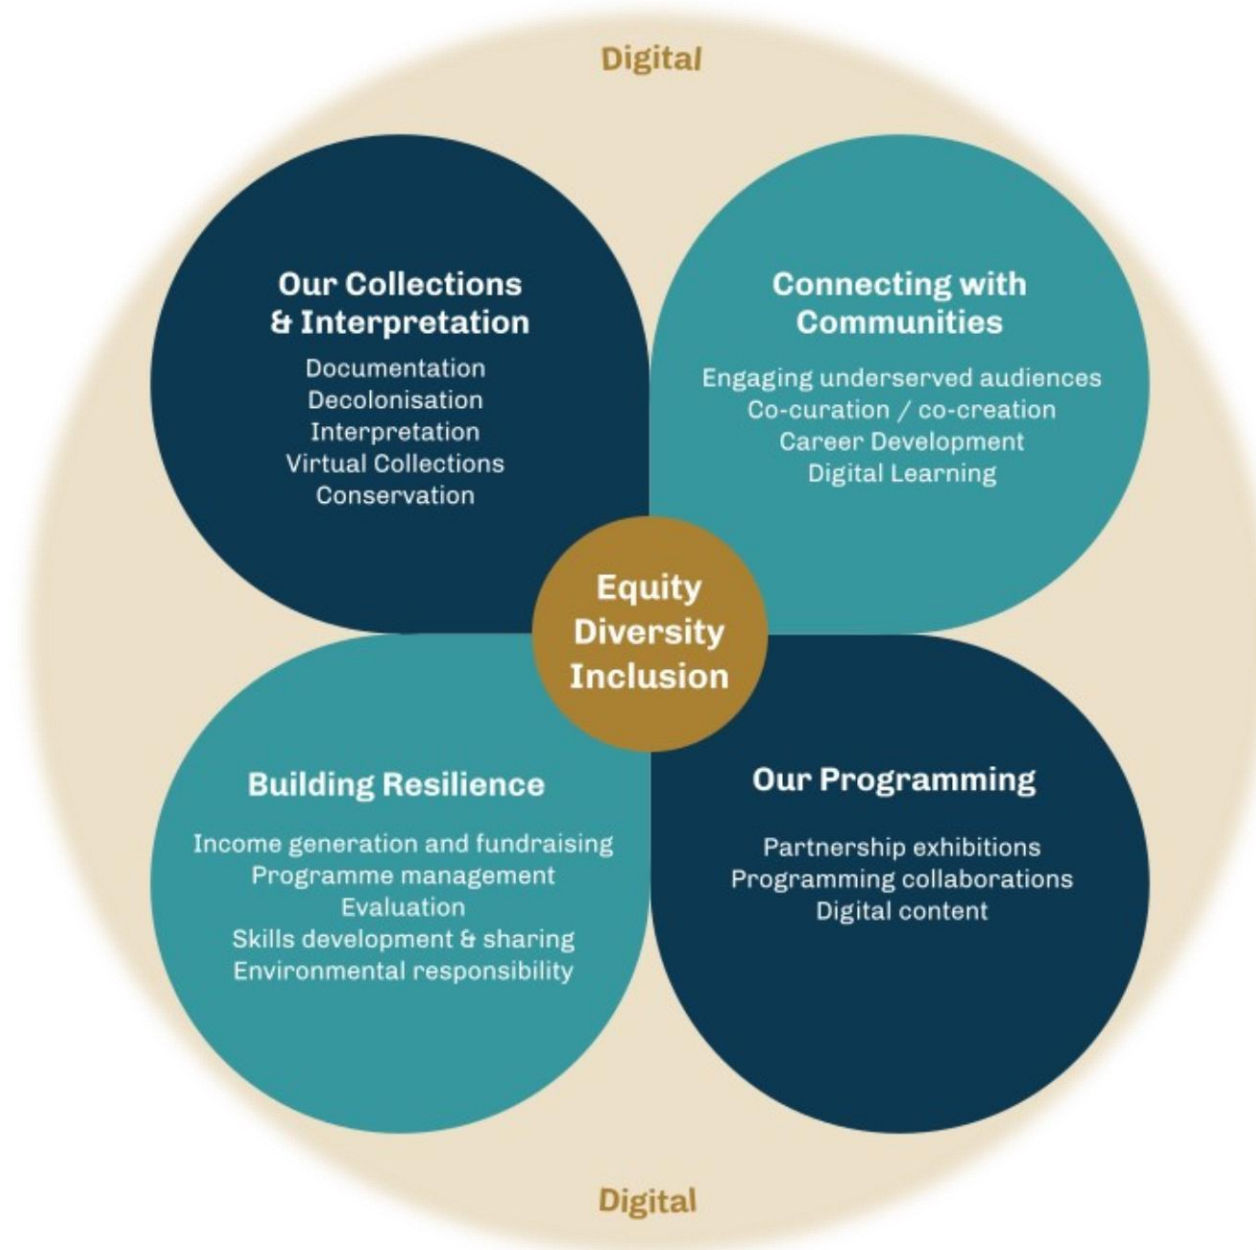 Digital
Our Collections
& Interpretation
Documentation
Decolonisation
Interpretation
Virtual Collections
Conservation
Connecting with
Communities
Engaging underserved audiences
Co-curation / co-creation
Career Development
Digital Learning
Equity
Diversity
Inclusion
Building Resilience
Income generation and fundraising
Programme management
Evaluation
Skills development & sharing
Environmental responsibility
Our Programming
Partnership exhibitions
Programming collaborations
Digital content
Digital